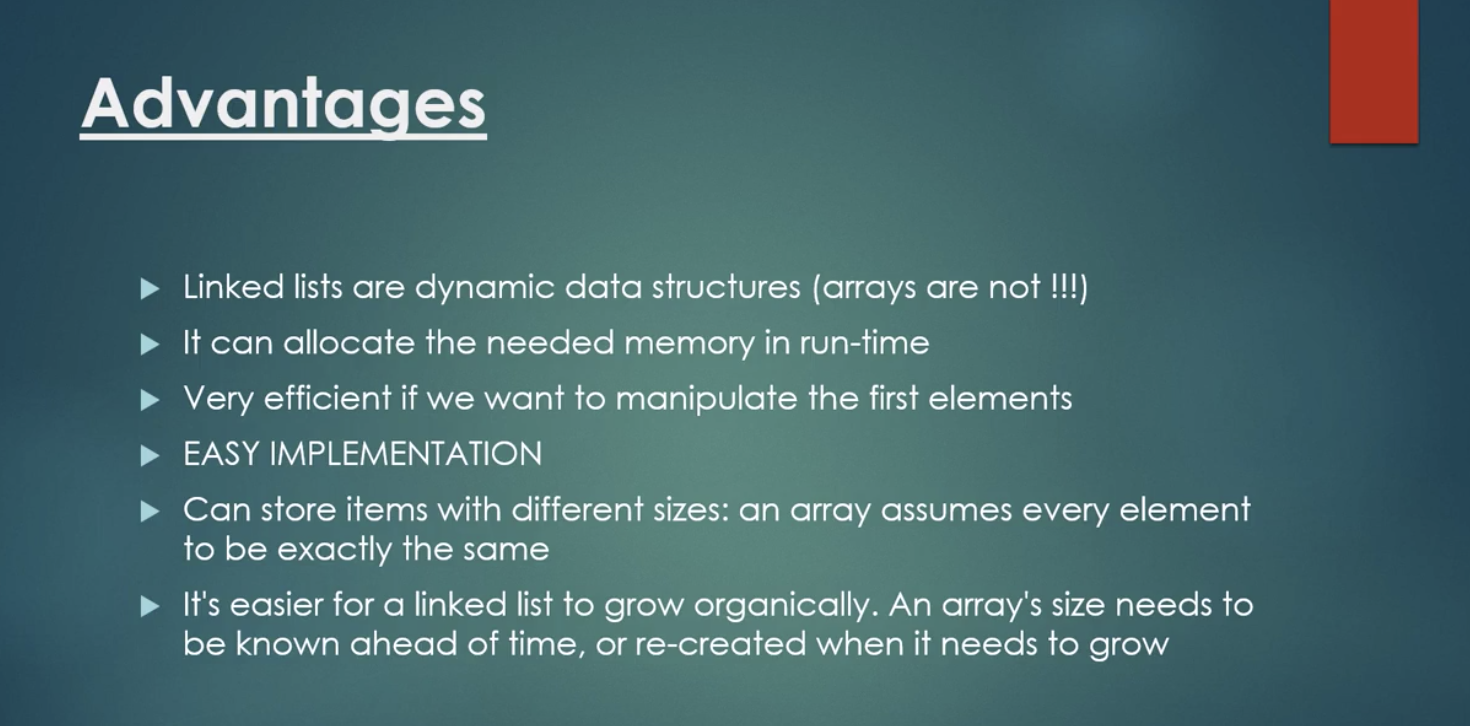 Advantages
Linked lists are dynamic data structures (arrays are not !!!)
It can allocate the needed memory in run-time
Very efficient if we want to manipulate the first elements
EASY IMPLEMENTATION
Can store items with different sizes: an array assumes every element
to be exactly the same
It's easier for a linked list to grow organically. An array's size needs to
be known ahead of time, or re-created when it needs to grow